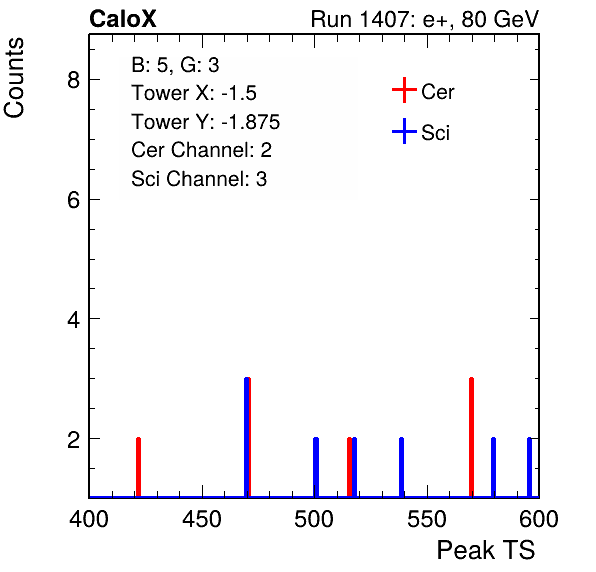 CaloX Run 1407: e+, 80 GeV
Counts
B: 5, G: 3
Tower X: -1.5
Tower Y: -1.875
Cer Channel: 2
Sci Channel: 3
Cer
Sci
8
6
4
2
400 450 500 550 600
Peak TS